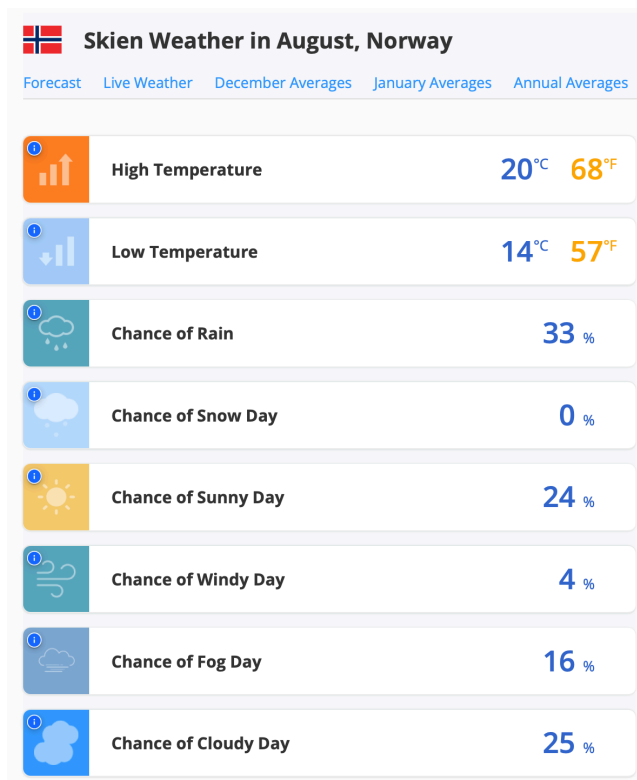 Skien Weather in August, Norway
Forecast Live Weather December Averages January Averages Annual Averages
High Temperature 20°C 68°F
Low Temperature 14°C 57°F
Chance of Rain 33 %
Chance of Snow Day 0 %
Chance of Sunny Day 24 %
Chance of Windy Day 4 %
Chance of Fog Day 16 %
Chance of Cloudy Day 25 %